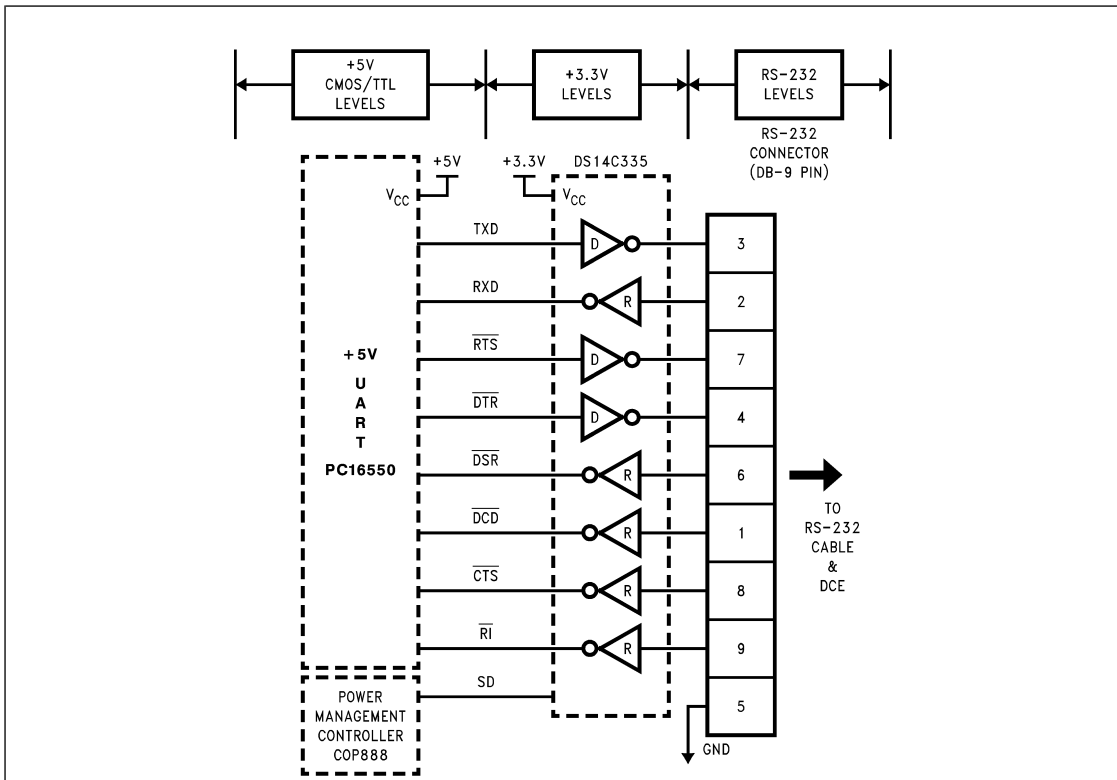 +5V
CMOS/TTL
LEVELS
+3.3V
LEVELS
RS-232
LEVELS
RS-232
CONNECTOR
(DB-9 PIN)
+5V
+3.3V
DS14C335
VCC
VCC
TXD
D
3
RXD
R
2
RTS
D
7
DTR
D
4
DSR
R
6
DCD
R
1
CTS
R
8
RI
R
9
SD
5
+5V
U
A
R
T
PC16550
POWER
MANAGEMENT
CONTROLLER
COP888
GND
TO
RS-232
CABLE
&
DCE